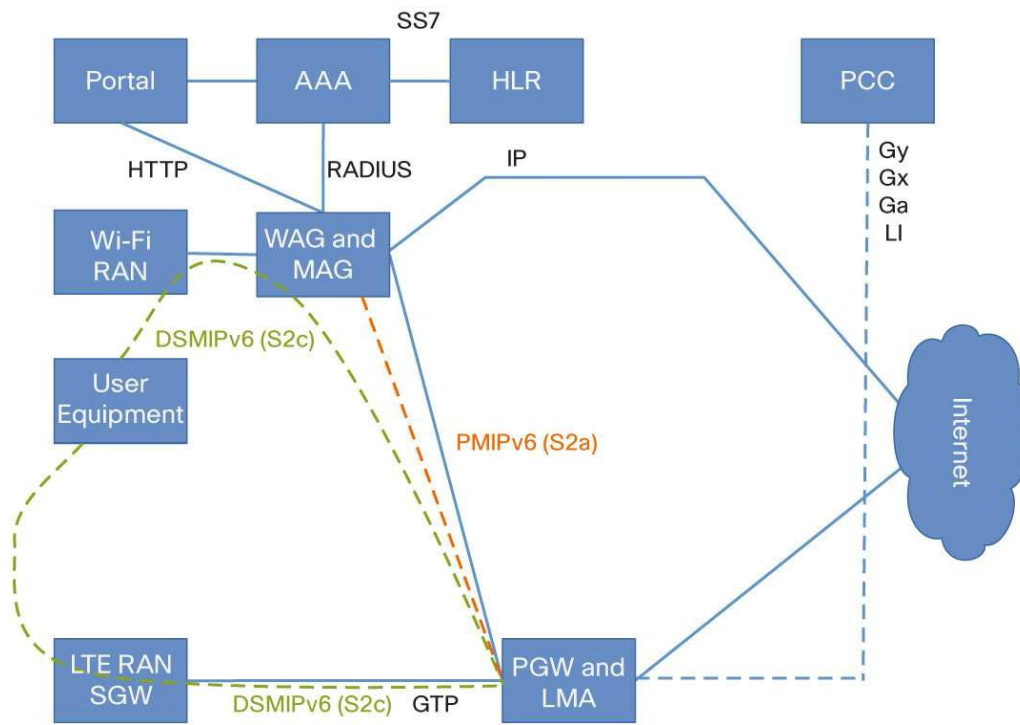 SS7
Portal
AAA
HLR
PCC
HTTP
RADIUS
IP
Gy
Gx
Ga
LI
Wi-Fi
RAN
WAG and
MAG
DSMIPv6 (S2c)
User
Equipment
PMIPv6 (S2a)
Internet
LTE RAN
SGW
DSMIPv6 (S2c)
GTP
PGW and
LMA